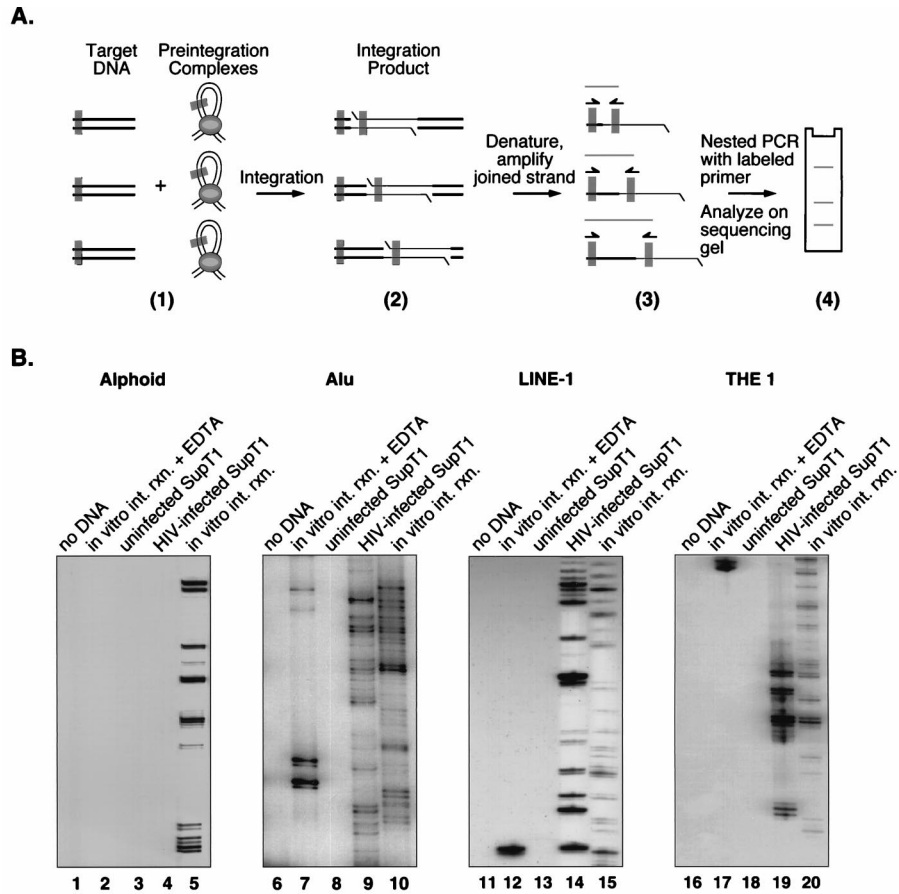 A.
Target
DNA
Preintegration
Complexes
Integration
Product
+
Integration
Denature,
amplify
joined strand
Nested PCR
with labeled
primer
Analyze on
sequencing
gel
(1)
(2)
(3)
(4)
B.
Alphoid
Alu
LINE-1
THE 1
no DNA
in vitro int. rxn. + EDTA
uninfected SupT1
HIV-infected SupT1
in vitro int. rxn.
no DNA
in vitro int. rxn. + EDTA
uninfected SupT1
HIV-infected SupT1
in vitro int. rxn.
no DNA
in vitro int. rxn. + EDTA
uninfected SupT1
HIV-infected SupT1
in vitro int. rxn.
no DNA
in vitro int. rxn. + EDTA
uninfected SupT1
HIV-infected SupT1
in vitro int. rxn.
1 2 3 4 5 6 7 8 9 10 11 12 13 14 15 16 17 18 19 20